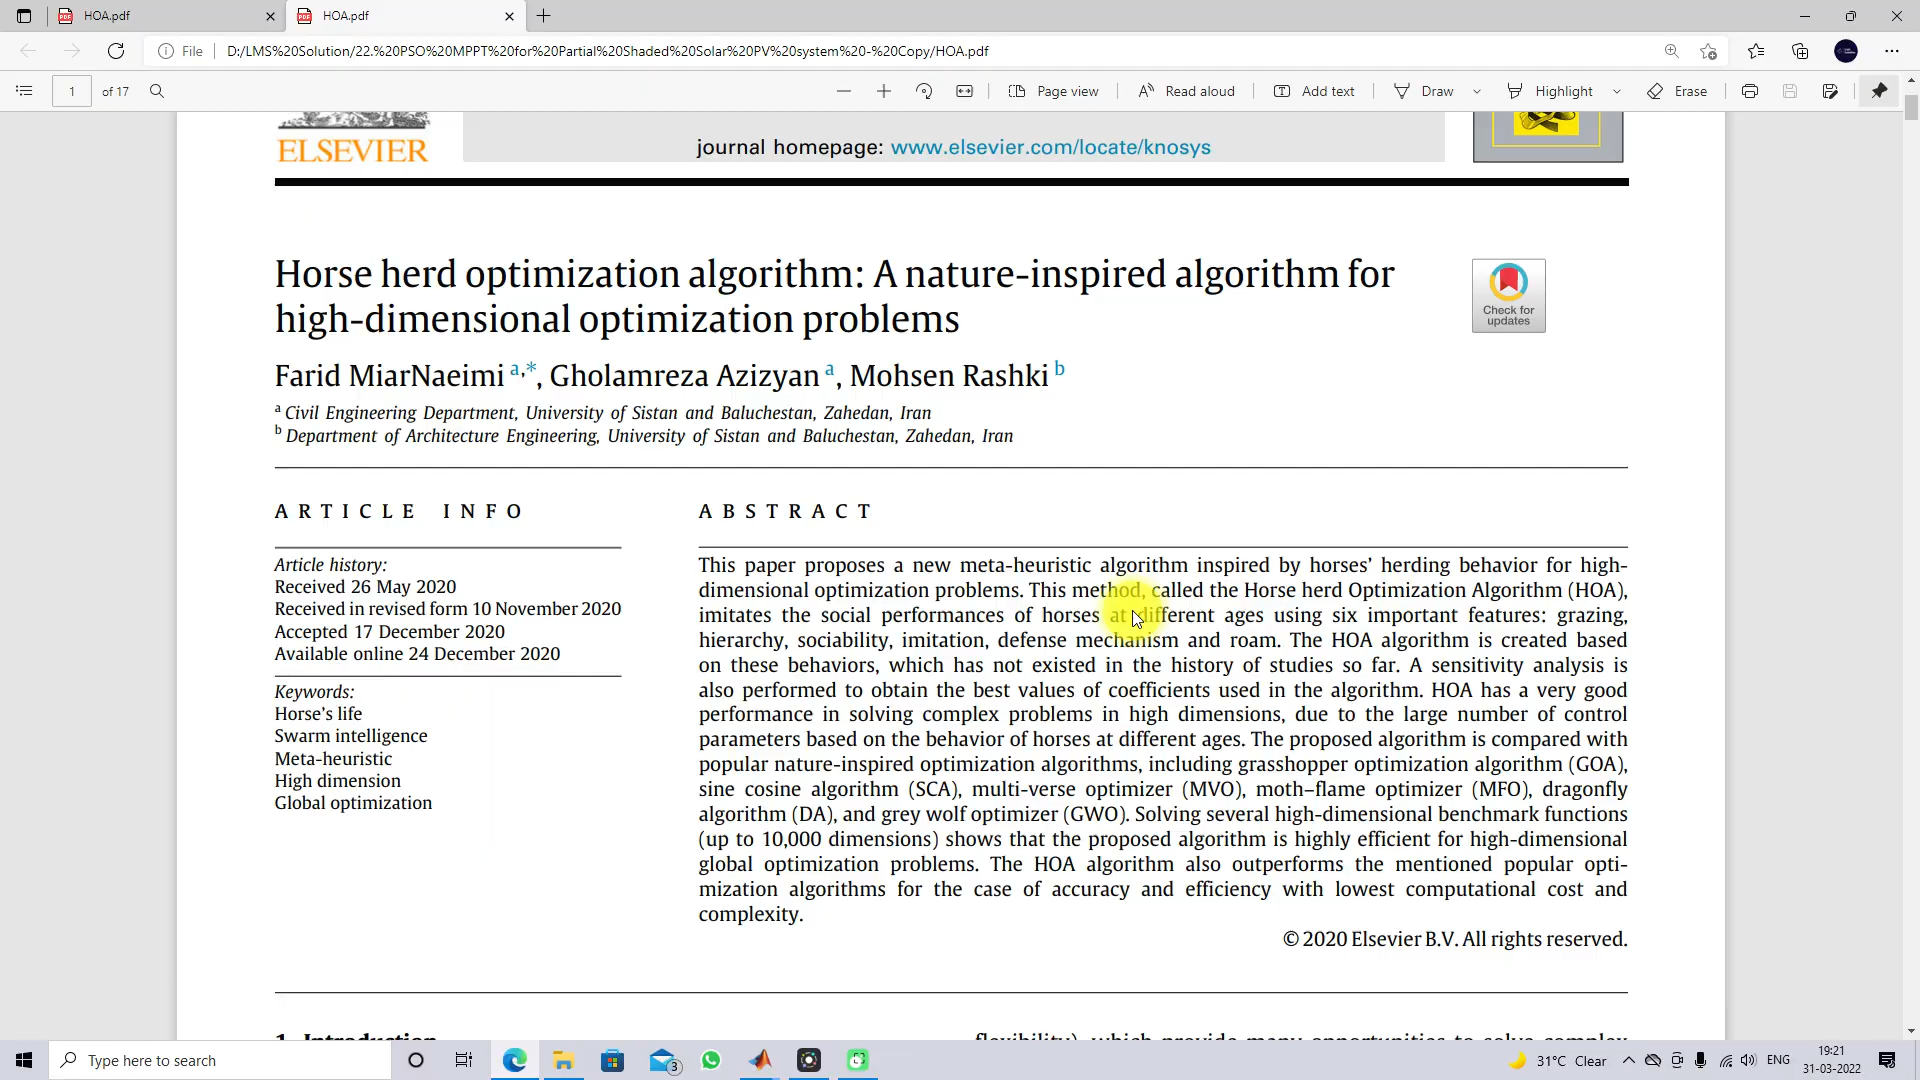 HOA.pdf
HOA.pdf
File
D:/LMS%20Solution/22.%20PSO%20MPPT%20for%20Partial%20Shaded%20Solar%20PV%20system%20-%20Copy/HOA.pdf
1 of 17
Page view
Read aloud
Add text
Draw
Highlight
Erase
ELSEVIER
journal homepage: www.elsevier.com/locate/knosys
Horse herd optimization algorithm: A nature-inspired algorithm for
high-dimensional optimization problems
Check for
updates
Farid MiarNaeimi a,*, Gholamreza Azizyan a, Mohsen Rashki b
a Civil Engineering Department, University of Sistan and Baluchestan, Zahedan, Iran
b Department of Architecture Engineering, University of Sistan and Baluchestan, Zahedan, Iran
ARTICLE INFO
Article history:
Received 26 May 2020
Received in revised form 10 November 2020
Accepted 17 December 2020
Available online 24 December 2020
Keywords:
Horse's life
Swarm intelligence
Meta-heuristic
High dimension
Global optimization
ABSTRACT
This paper proposes a new meta-heuristic algorithm inspired by horses' herding behavior for high-
dimensional optimization problems. This method, called the Horse herd Optimization Algorithm (HOA),
imitates the social performances of horses at different ages using six important features: grazing,
hierarchy, sociability, imitation, defense mechanism and roam. The HOA algorithm is created based
on these behaviors, which has not existed in the history of studies so far. A sensitivity analysis is
also performed to obtain the best values of coefficients used in the algorithm. HOA has a very good
performance in solving complex problems in high dimensions, due to the large number of control
parameters based on the behavior of horses at different ages. The proposed algorithm is compared with
popular nature-inspired optimization algorithms, including grasshopper optimization algorithm (GOA),
sine cosine algorithm (SCA), multi-verse optimizer (MVO), moth–flame optimizer (MFO), dragonfly
algorithm (DA), and grey wolf optimizer (GWO). Solving several high-dimensional benchmark functions
(up to 10,000 dimensions) shows that the proposed algorithm is highly efficient for high-dimensional
global optimization problems. The HOA algorithm also outperforms the mentioned popular opti-
mization algorithms for the case of accuracy and efficiency with lowest computational cost and
complexity.
© 2020 Elsevier B.V. All rights reserved.
1. Introduction
flexibility), which provide many opportunities to solve complex
Type here to search
3
31°C Clear
ENG
19:21
31-03-2022